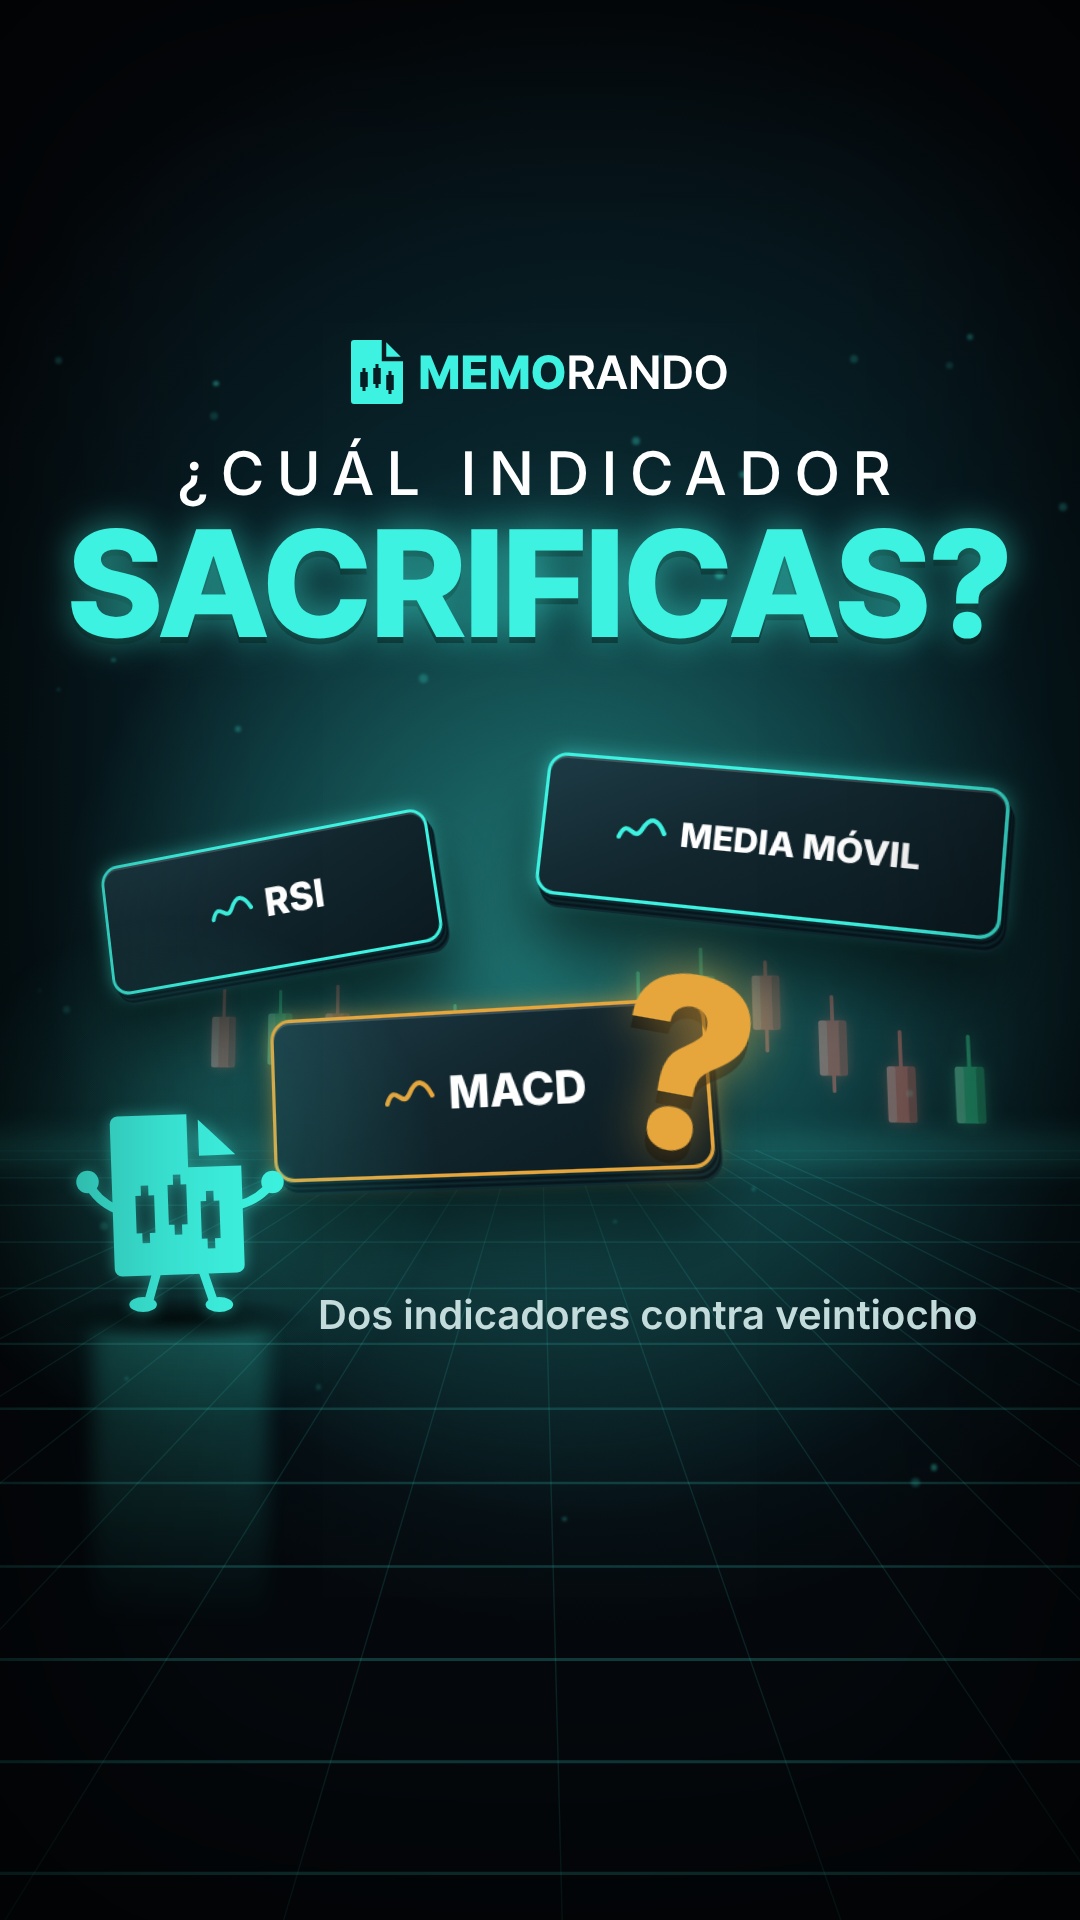 MEMORANDO
¿CUÁL INDICADOR
SACRIFICAS?
MEDIA MÓVIL
RSI
MACD
?
Dos indicadores contra veintiocho